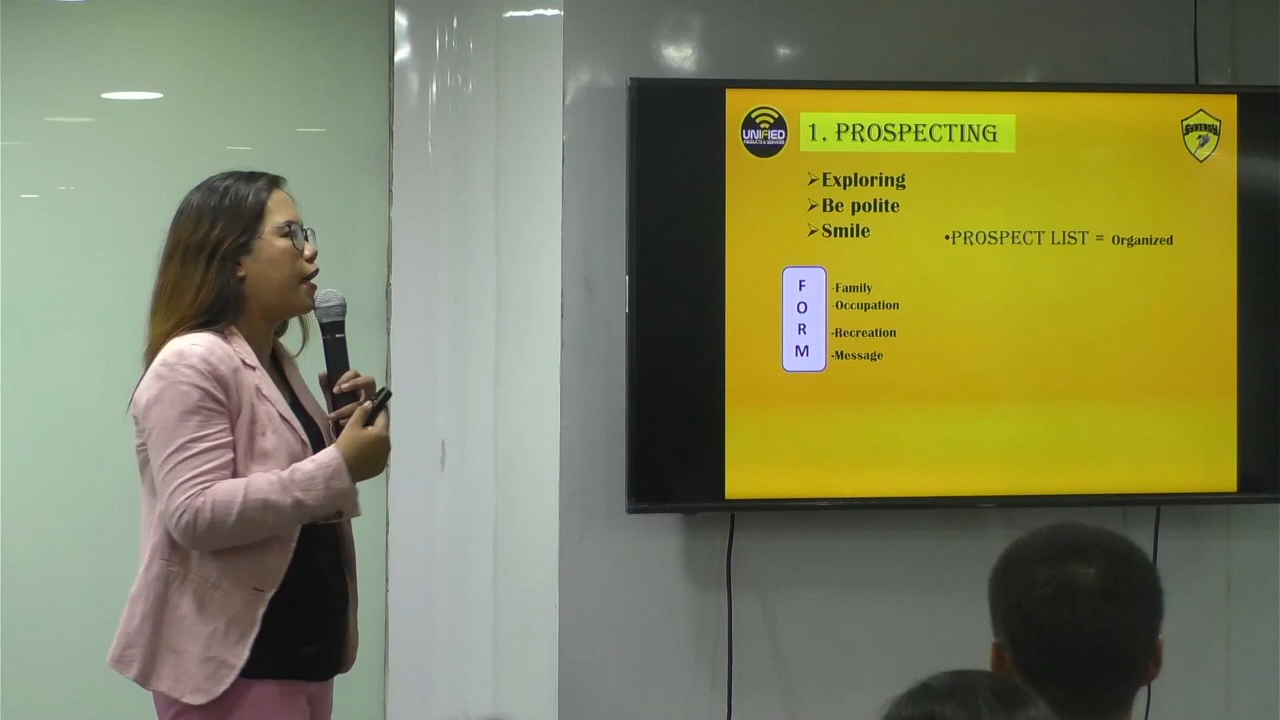 UNIFIED
PRODUCTS & SERVICES
1. PROSPECTING
SYNERGY
➢Exploring
➢Be polite
➢Smile
•PROSPECT LIST = Organized
F -Family
O -Occupation
R -Recreation
M -Message